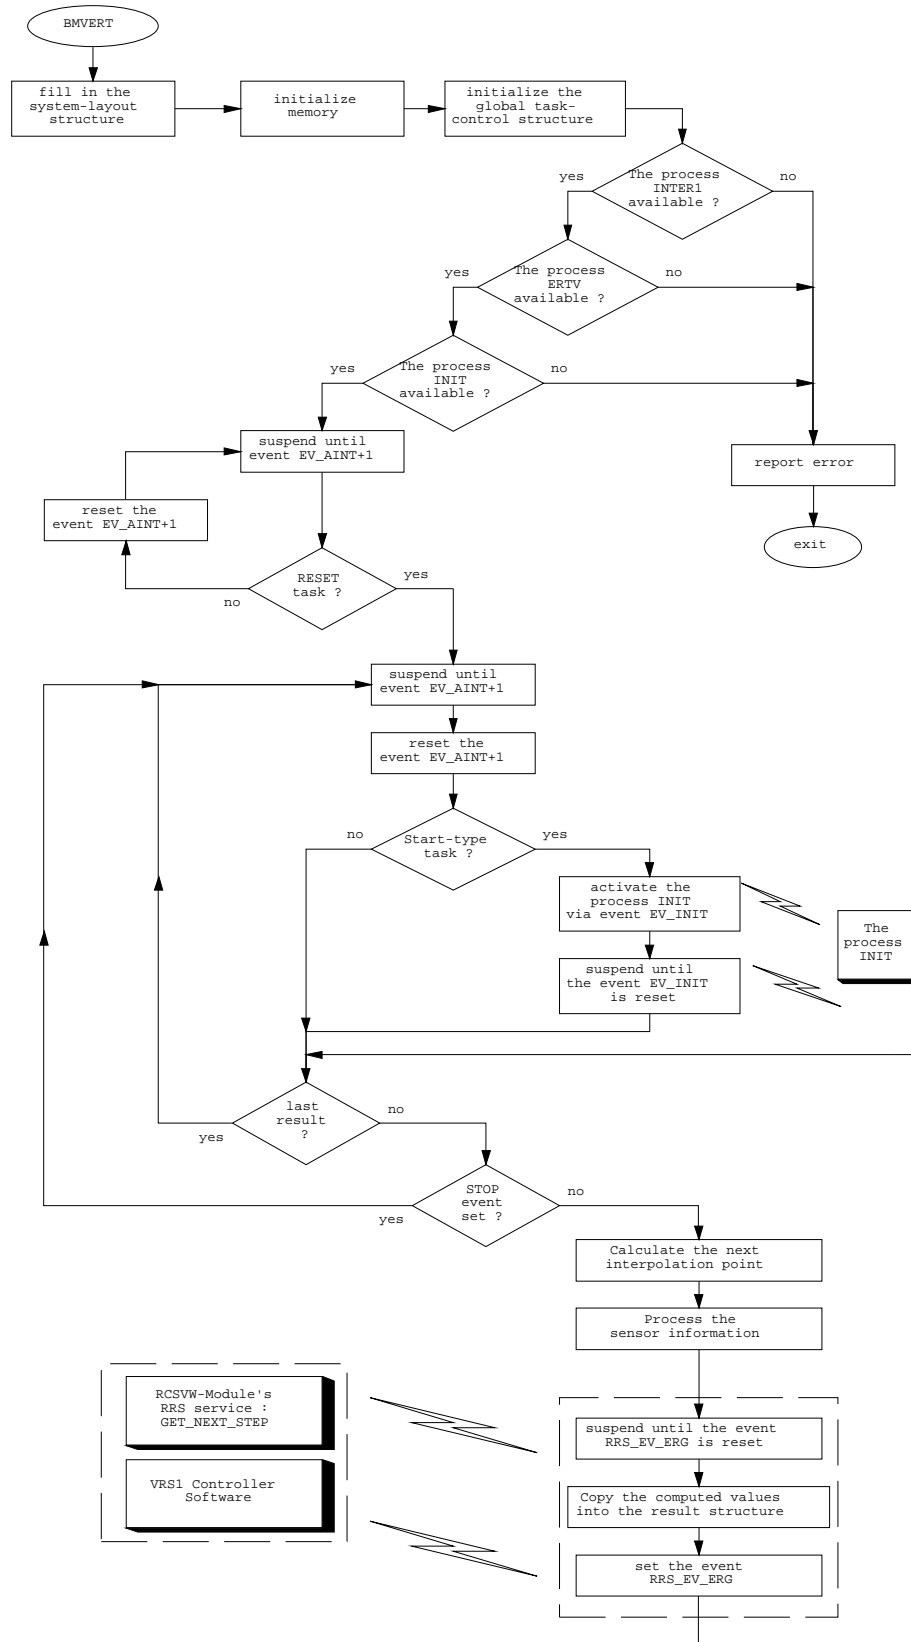 BMVERT
fill in the
system-layout
structure
initialize
memory
initialize the
global task-
control structure
The process
INTER1
available ?
yes
no
The process
ERTV
available ?
yes
no
The process
INIT
available ?
yes
no
suspend until
event EV_AINT+1
report error
reset the
event EV_AINT+1
exit
RESET
task ?
yes
no
suspend until
event EV_AINT+1
reset the
event EV_AINT+1
Start-type
task ?
no
yes
activate the
process INIT
via event EV_INIT
The
process
INIT
suspend until
the event EV_INIT
is reset
last
result
?
no
yes
STOP
event
set ?
no
yes
Calculate the next
interpolation point
Process the
sensor information
RCSVW-Module's
RRS service :
GET_NEXT_STEP
suspend until the event
RRS_EV_ERG is reset
VRS1 Controller
Software
Copy the computed values
into the result structure
set the event
RRS_EV_ERG